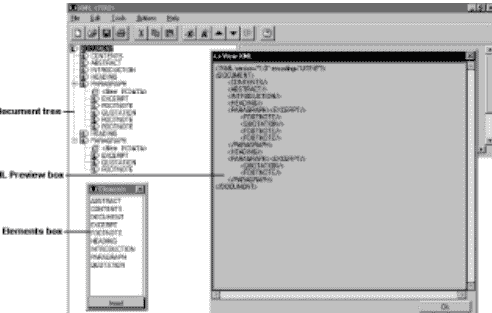 XML
File Edit Tools Options Help
DOCUMENT
CONTENTS
ABSTRACT
INTRODUCTION
HEADING
PARAGRAPH
EXCERPT
FOOTNOTE
QUOTATION
FOOTNOTE
FOOTNOTE
HEADING
PARAGRAPH
EXCERPT
QUOTATION
FOOTNOTE
Document tree
ML Preview box
Elements box
View XML
<?XML version="1.0" encoding="UTF-8"?>
<DOCUMENT>
<CONTENTS/>
<ABSTRACT/>
<INTRODUCTION/>
<HEADING/>
<PARAGRAPH><EXCERPT/>
<FOOTNOTE/>
<QUOTATION/>
<FOOTNOTE/>
<FOOTNOTE/>
</PARAGRAPH>
<HEADING/>
<PARAGRAPH><EXCERPT/>
<QUOTATION/>
<FOOTNOTE/>
</PARAGRAPH>
</DOCUMENT>
Ok
Elements
ABSTRACT
CONTENTS
DOCUMENT
EXCERPT
FOOTNOTE
HEADING
INTRODUCTION
PARAGRAPH
QUOTATION
Insert